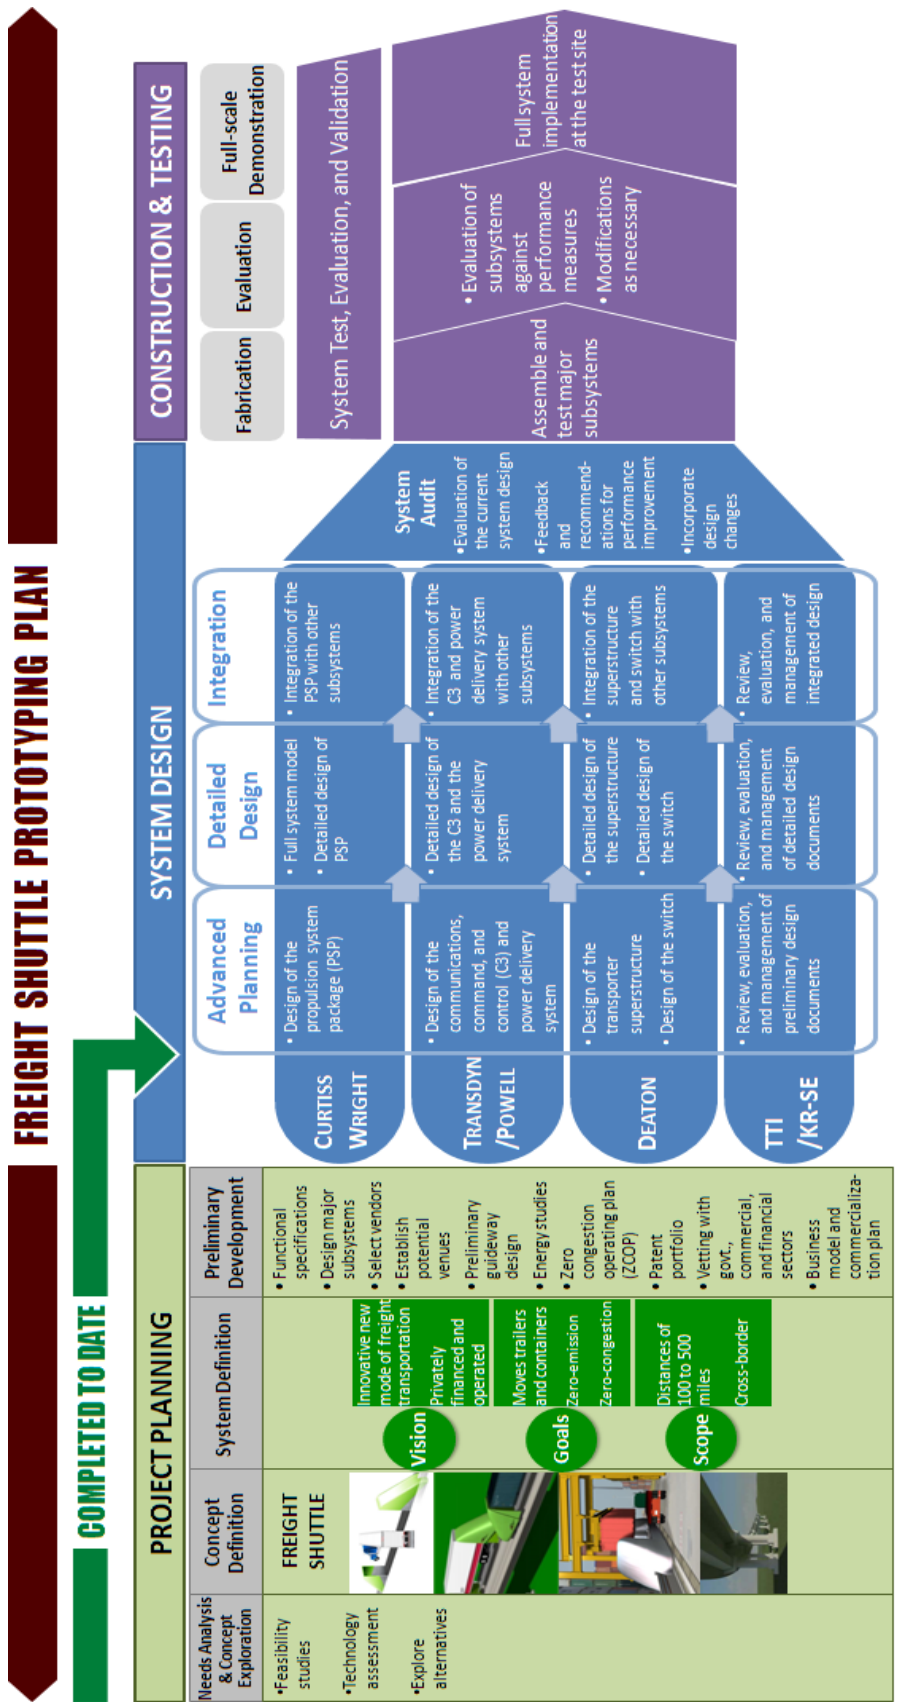 FREIGHT SHUTTLE PROTOTYPING PLAN
COMPLETED TO DATE
PROJECT PLANNING
Needs Analysis
& Concept
Exploration
•Feasibility
studies
•Technology
assessment
•Explore
alternatives
Concept
Definition
FREIGHT
SHUTTLE
System Definition
Vision
Innovative new
mode of freight
transportation
Privately
financed and
operated
Goals
Moves trailers
and containers
Zero-emission
Zero-congestion
Scope
Distances of
100 to 500
miles
Cross-border
Preliminary
Development
• Functional
specifications
• Design major
subsystems
• Select vendors
• Establish
potential
venues
• Preliminary
guideway
design
• Energy studies
• Zero
congestion
operating plan
(ZCOP)
• Patent
portfolio
• Vetting with
govt.,
commercial,
and financial
sectors
• Business
model and
commercializa-
tion plan
SYSTEM DESIGN
Advanced
Planning
Detailed
Design
Integration
CURTISS
WRIGHT
• Design of the
propulsion system
package (PSP)
• Full system model
• Detailed design of
PSP
• Integration of the
PSP with other
subsystems
TRANSDYN
/POWELL
• Design of the
communications,
command, and
control (C3) and
power delivery
system
• Detailed design of
the C3 and the
power delivery
system
• Integration of the
C3 and power
delivery system
with other
subsystems
DEATON
• Design of the
transporter
superstructure
• Design of the switch
• Detailed design of
the superstructure
• Detailed design of
the switch
• Integration of the
superstructure
and switch with
other subsystems
TTI
/KR-SE
• Review, evaluation,
and management of
preliminary design
documents
• Review, evaluation,
and management
of detailed design
documents
• Review,
evaluation, and
management of
integrated design
System
Audit
•Evaluation of
the current
system design
•Feedback
and
recommend-
ations for
performance
improvement
•Incorporate
design
changes
CONSTRUCTION & TESTING
Fabrication
Evaluation
Full-scale
Demonstration
System Test, Evaluation, and Validation
Assemble and
test major
subsystems
• Evaluation of
subsystems
against
performance
measures
• Modifications
as necessary
Full system
implementation
at the test site